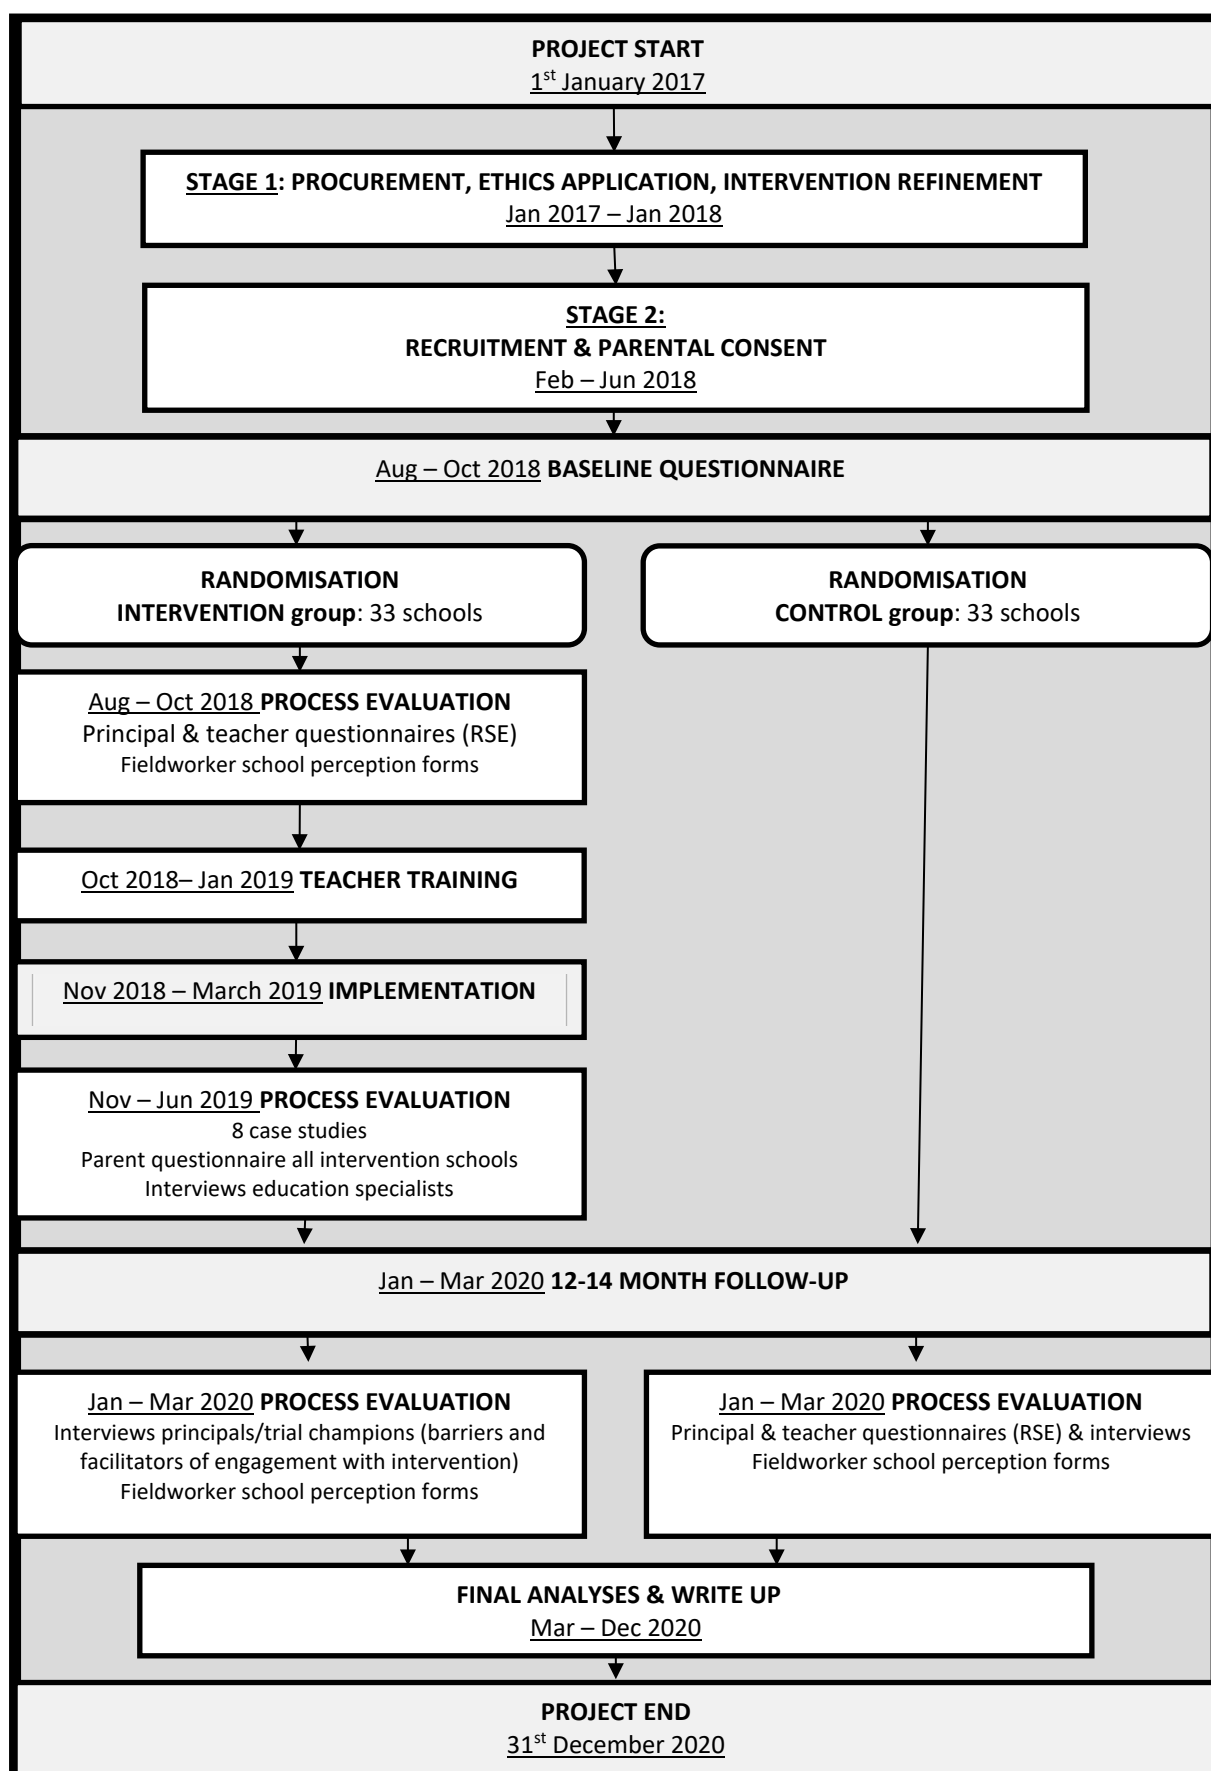 PROJECT START
1st January 2017
STAGE 1: PROCUREMENT, ETHICS APPLICATION, INTERVENTION REFINEMENT
Jan 2017 – Jan 2018
STAGE 2:
RECRUITMENT & PARENTAL CONSENT
Feb – Jun 2018
Aug – Oct 2018 BASELINE QUESTIONNAIRE
RANDOMISATION
INTERVENTION group: 33 schools
RANDOMISATION
CONTROL group: 33 schools
Aug – Oct 2018 PROCESS EVALUATION
Principal & teacher questionnaires (RSE)
Fieldworker school perception forms
Oct 2018– Jan 2019 TEACHER TRAINING
Nov 2018 – March 2019 IMPLEMENTATION
Nov – Jun 2019 PROCESS EVALUATION
8 case studies
Parent questionnaire all intervention schools
Interviews education specialists
Jan – Mar 2020 12-14 MONTH FOLLOW-UP
Jan – Mar 2020 PROCESS EVALUATION
Interviews principals/trial champions (barriers and
facilitators of engagement with intervention)
Fieldworker school perception forms
Jan – Mar 2020 PROCESS EVALUATION
Principal & teacher questionnaires (RSE) & interviews
Fieldworker school perception forms
FINAL ANALYSES & WRITE UP
Mar – Dec 2020
PROJECT END
31st December 2020